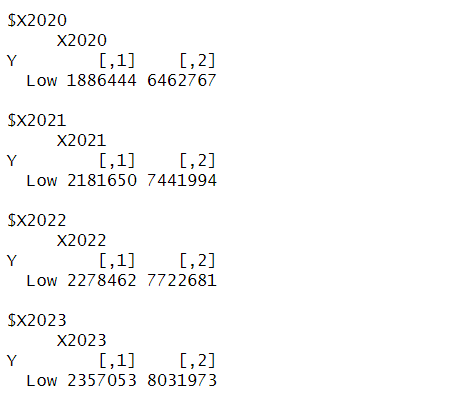 $X2020
     X2020
Y        [,1]    [,2]
  Low 1886444 6462767
$X2021
     X2021
Y        [,1]    [,2]
  Low 2181650 7441994
$X2022
     X2022
Y        [,1]    [,2]
  Low 2278462 7722681
$X2023
     X2023
Y        [,1]    [,2]
  Low 2357053 8031973